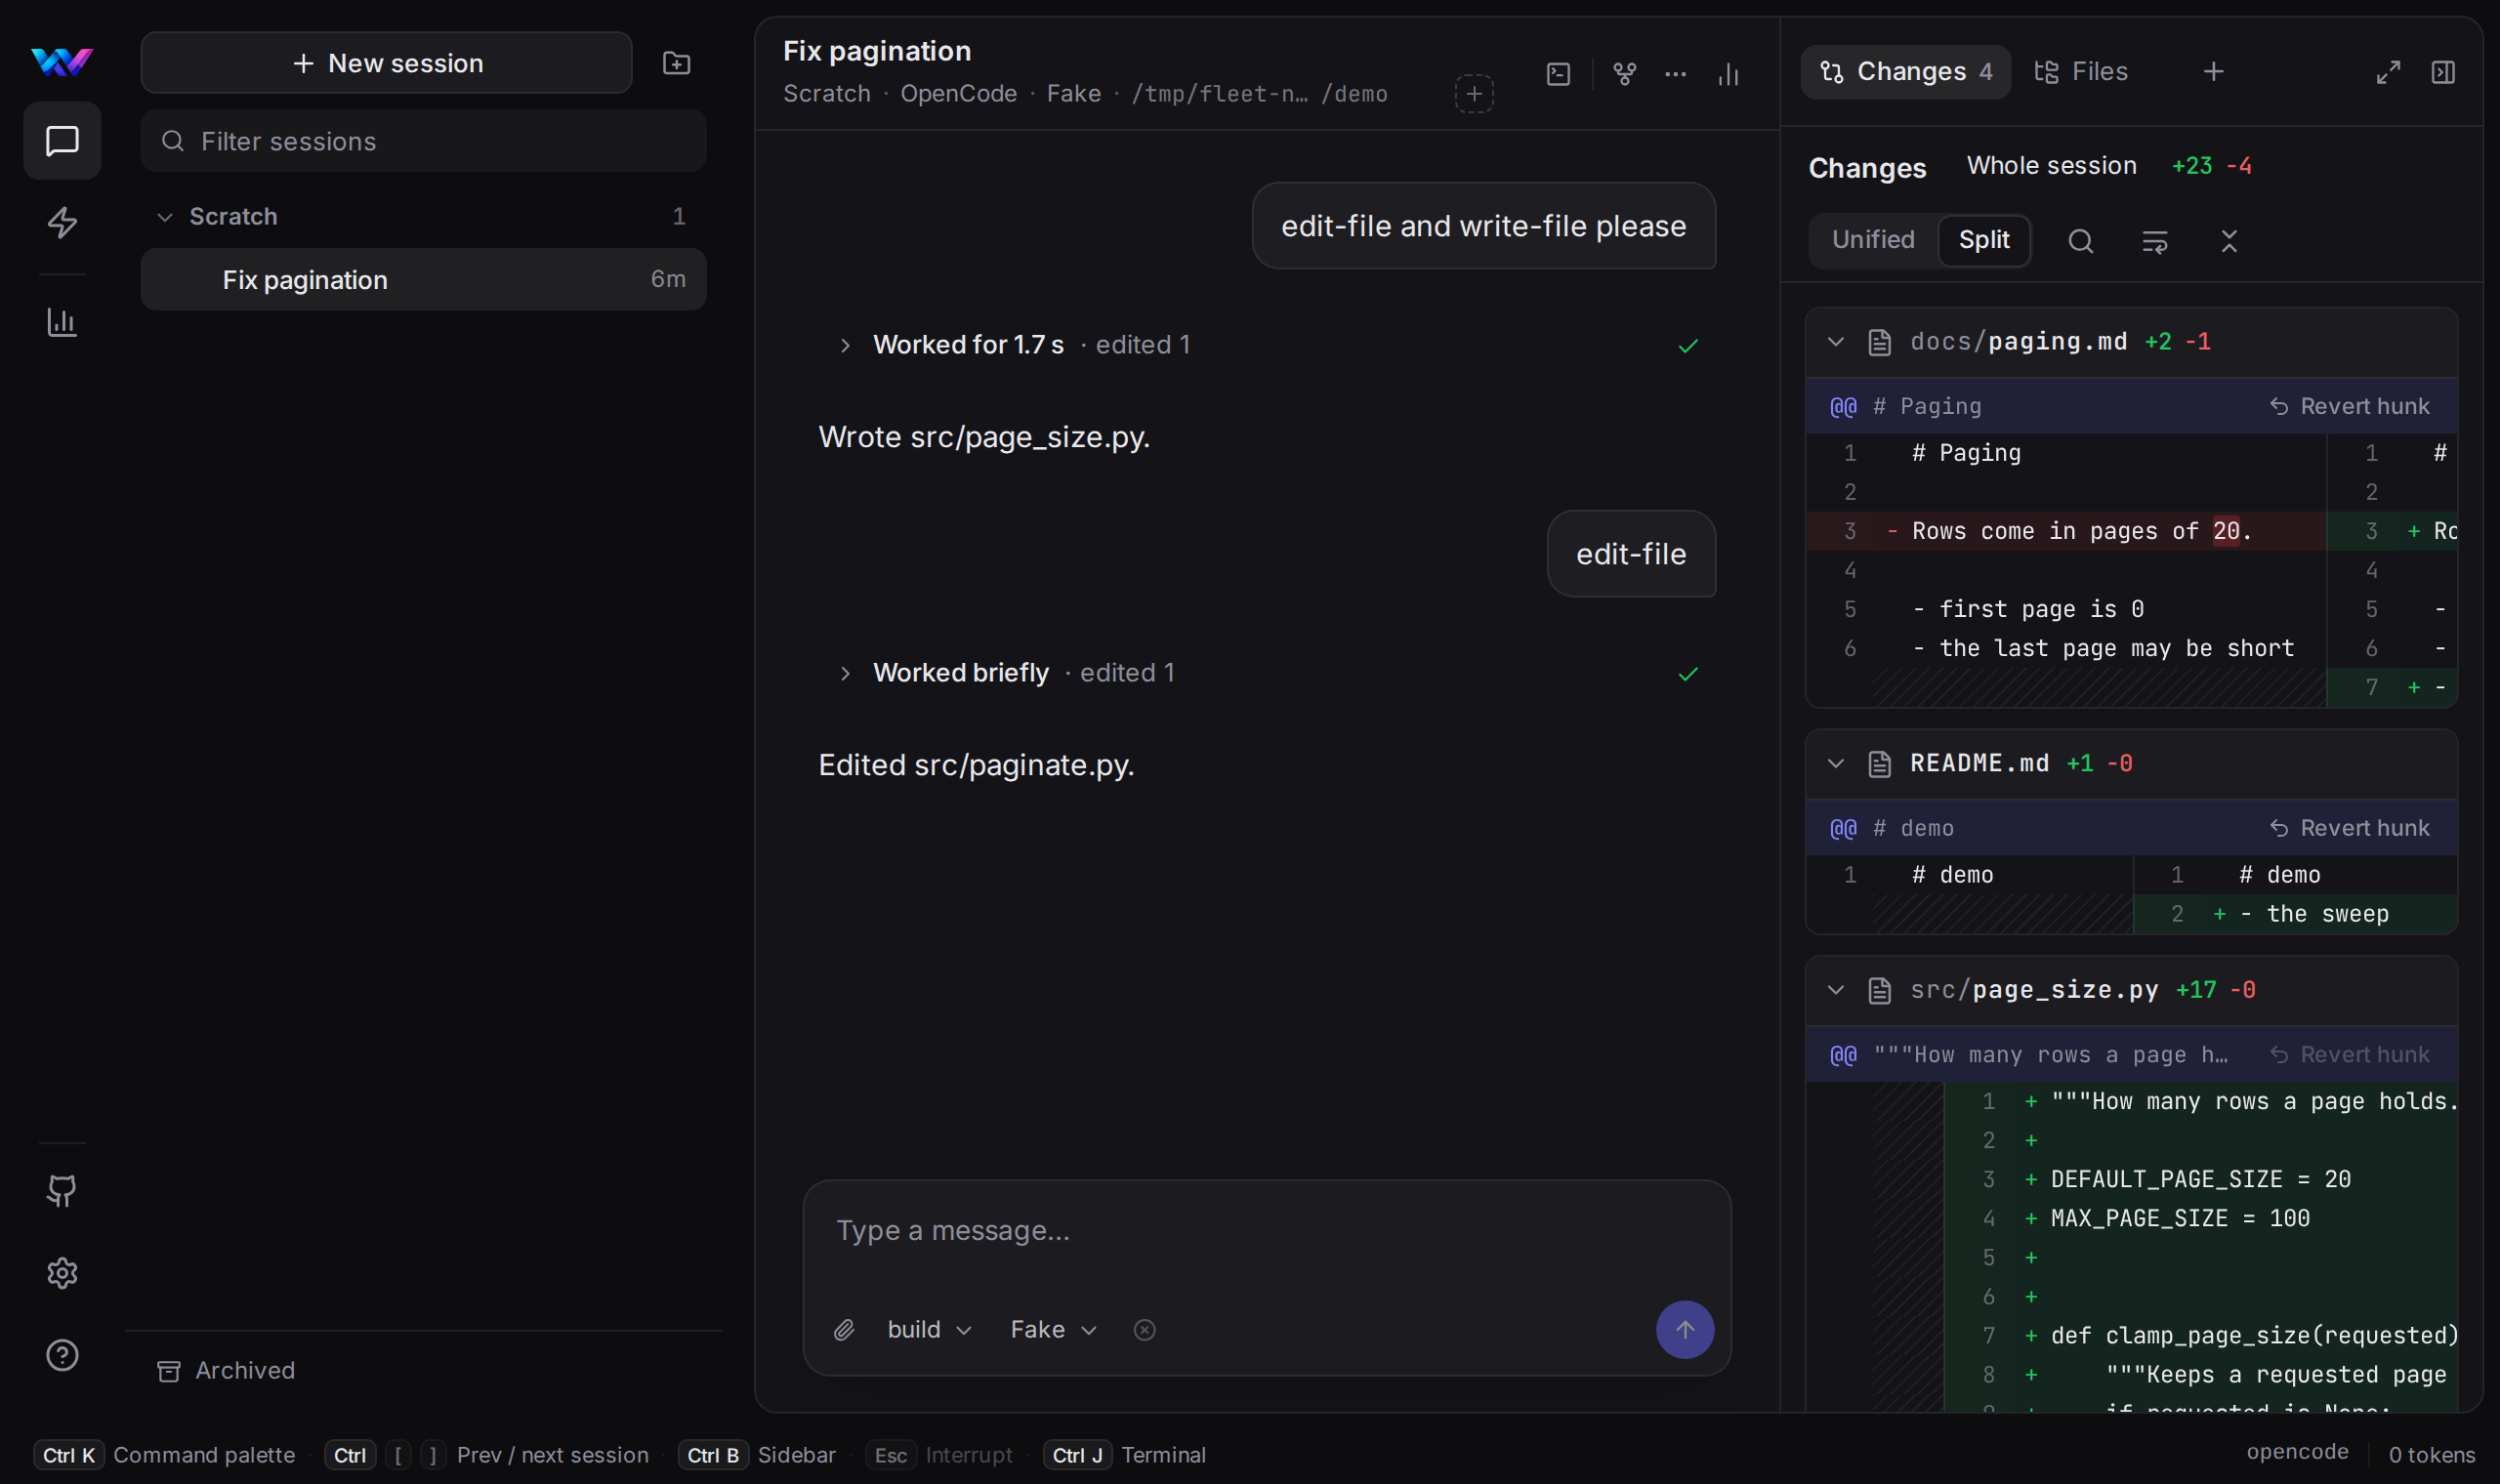 New session
Filter sessions
Scratch 1
Fix pagination 6m
Archived
Fix pagination
Scratch · OpenCode · Fake · /tmp/fleet-n… /demo
edit-file and write-file please
Worked for 1.7 s · edited 1
Wrote src/page_size.py.
edit-file
Worked briefly · edited 1
Edited src/paginate.py.
Type a message...
build Fake
Changes 4 Files
Changes Whole session +23 -4
Unified Split
docs/paging.md +2 -1
@@ # Paging Revert hunk
1 # Paging 1 #
2 2
3 - Rows come in pages of 20. 3 + Ro
4 4
5 - first page is 0 5 -
6 - the last page may be short 6 -
7 + -
README.md +1 -0
@@ # demo Revert hunk
1 # demo 1 # demo
2 + - the sweep
src/page_size.py +17 -0
@@ """How many rows a page h… Revert hunk
1 + """How many rows a page holds.
2 +
3 + DEFAULT_PAGE_SIZE = 20
4 + MAX_PAGE_SIZE = 100
5 +
6 +
7 + def clamp_page_size(requested)
8 + """Keeps a requested page
9 + if requested is None:
Ctrl K Command palette · Ctrl [ ] Prev / next session · Ctrl B Sidebar · Esc Interrupt · Ctrl J Terminal
opencode 0 tokens